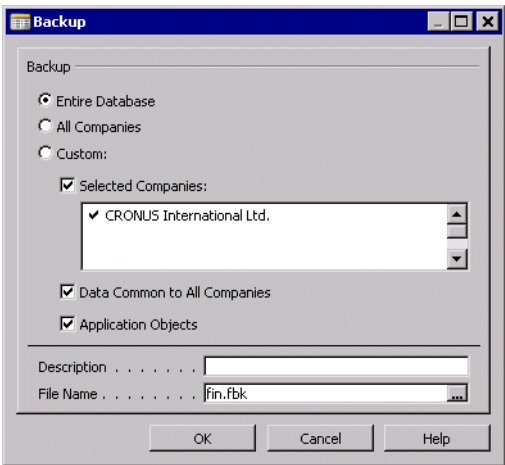 Backup
Backup
Entire Database
All Companies
Custom:
Selected Companies:
CRONUS International Ltd.
Data Common to All Companies
Application Objects
Description . . . . . . .
File Name . . . . . . . . fin.fbk ...
OK Cancel Help